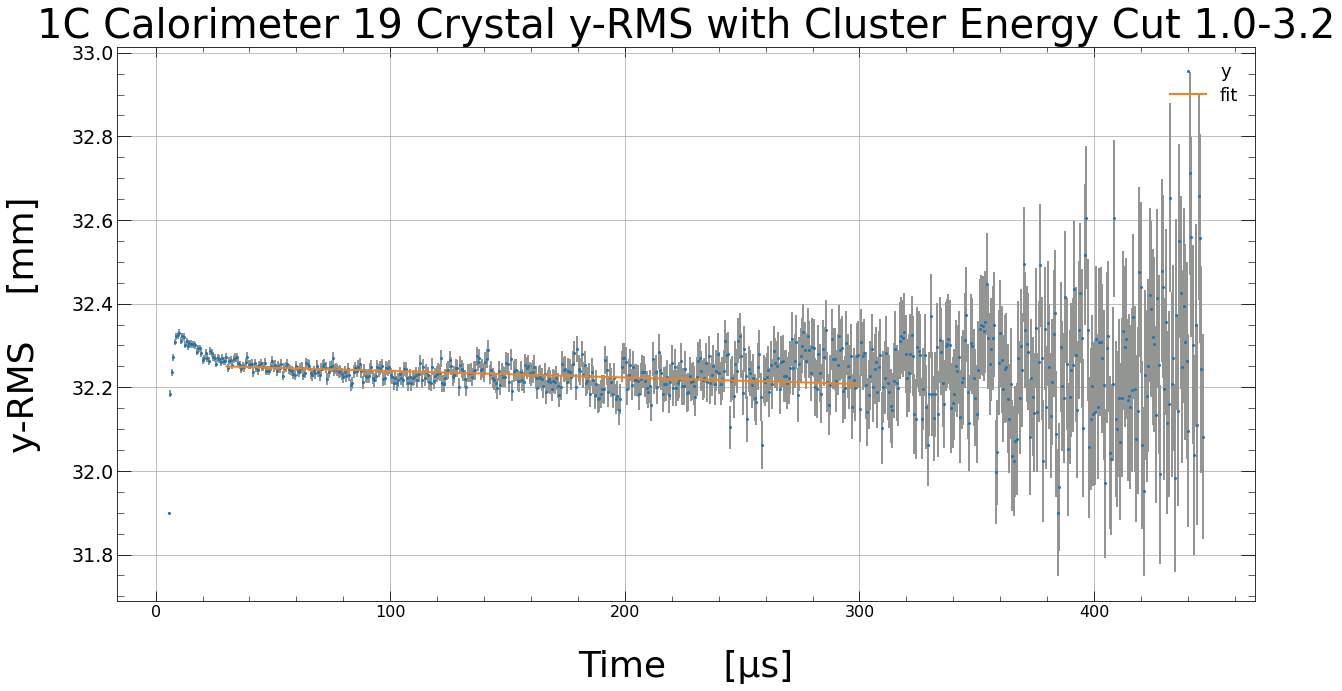 1C Calorimeter 19 Crystal y-RMS with Cluster Energy Cut 1.0-3.2
y
fit
33.0
32.8
32.6
32.4
32.2
32.0
31.8
y-RMS [mm]
0 100 200 300 400
Time [μs]